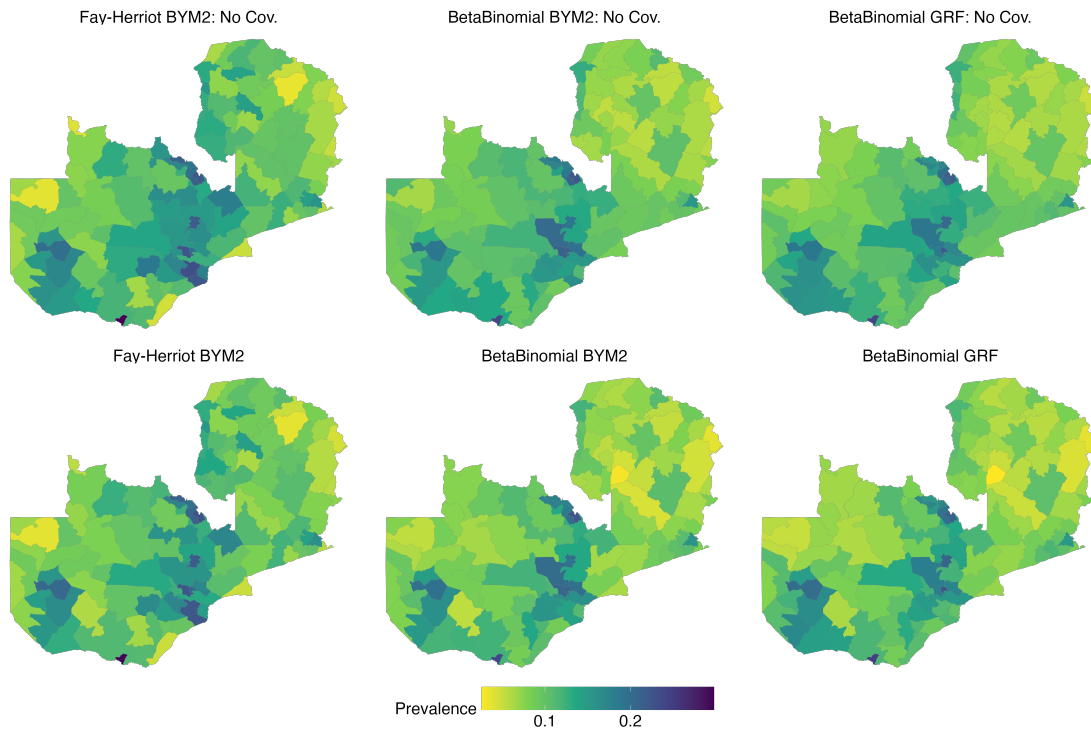 Fay-Herriot BYM2: No Cov.
BetaBinomial BYM2: No Cov.
BetaBinomial GRF: No Cov.
Fay-Herriot BYM2
BetaBinomial BYM2
BetaBinomial GRF
Prevalence
0.1
0.2